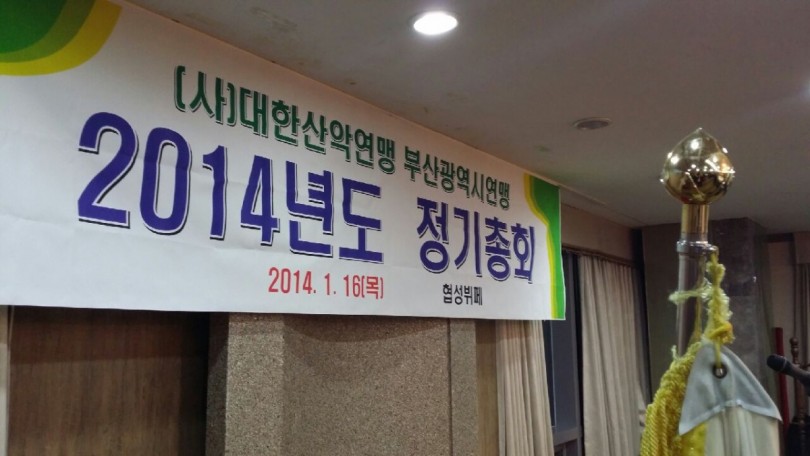 (사)대한산악연맹 부산광역시연맹
2014년도 정기총회
2014. 1. 16(목) 협성뷔페